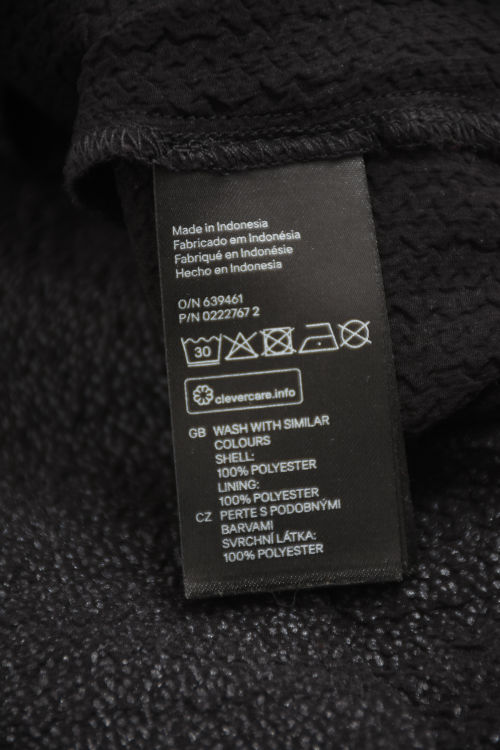 Made in Indonesia
Fabricado em Indonésia
Fabriqué en Indonésie
Hecho en Indonesia
O/N 639461
P/N 0222767 2
30
clevercare.info
GB WASH WITH SIMILAR
COLOURS
SHELL:
100% POLYESTER
LINING:
100% POLYESTER
CZ PERTE S PODOBNÝMI
BARVAMI
SVRCHNÍ LÁTKA:
100% POLYESTER